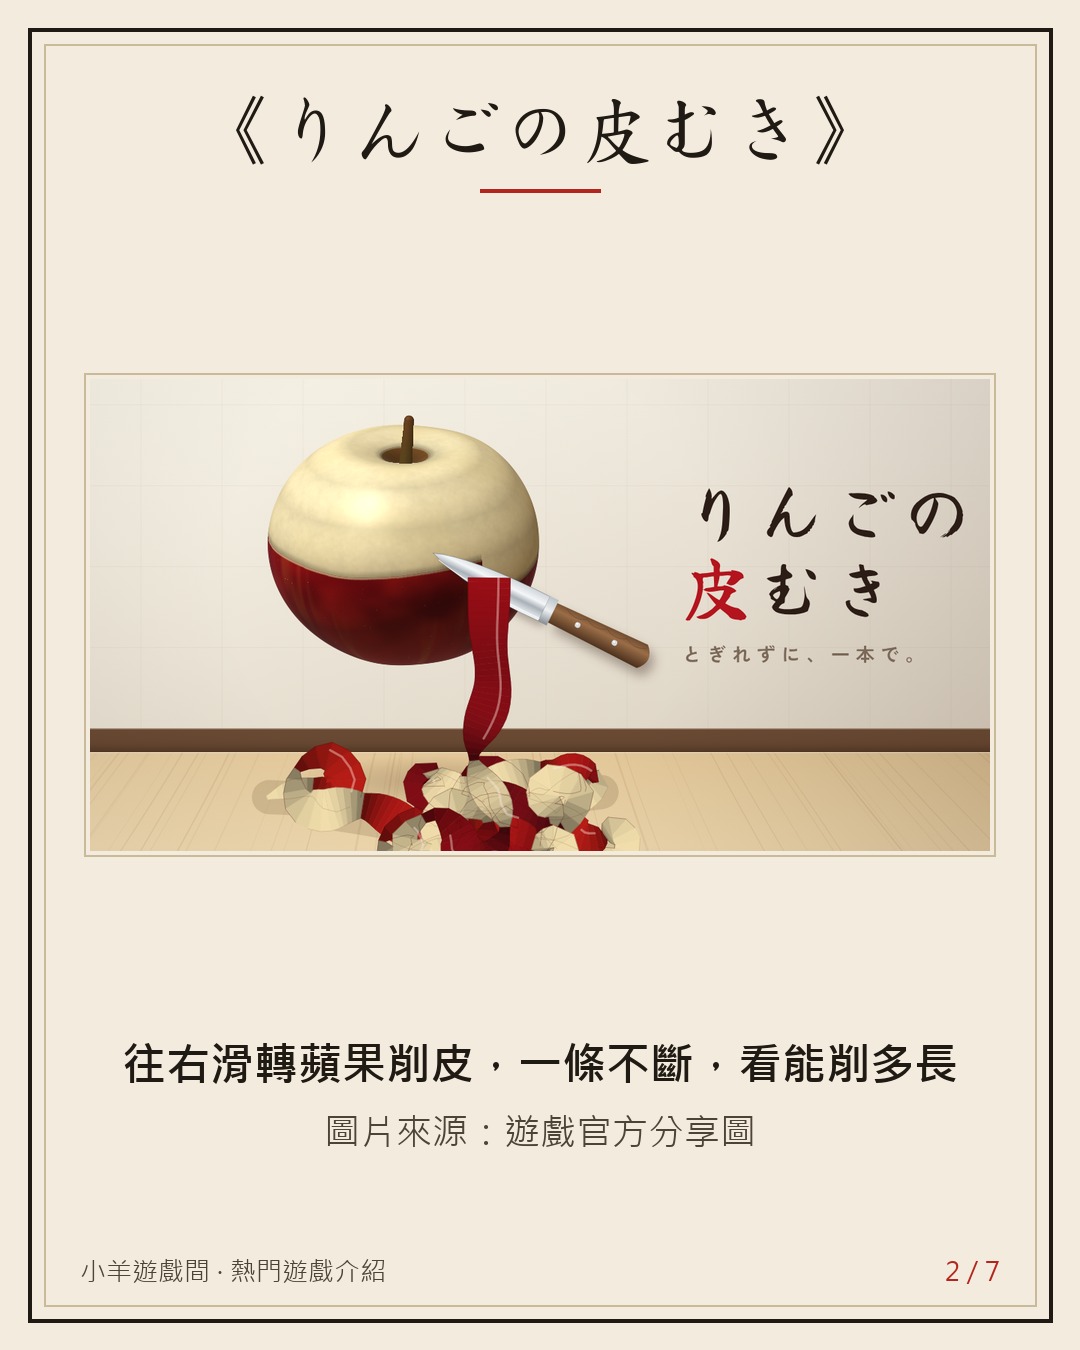 《りんごの皮むき》
りんごの
皮むき
とぎれずに、一本で。
往右滑轉蘋果削皮，一條不斷，看能削多長
圖片來源：遊戲官方分享圖
小羊遊戲間 · 熱門遊戲介紹
2 / 7